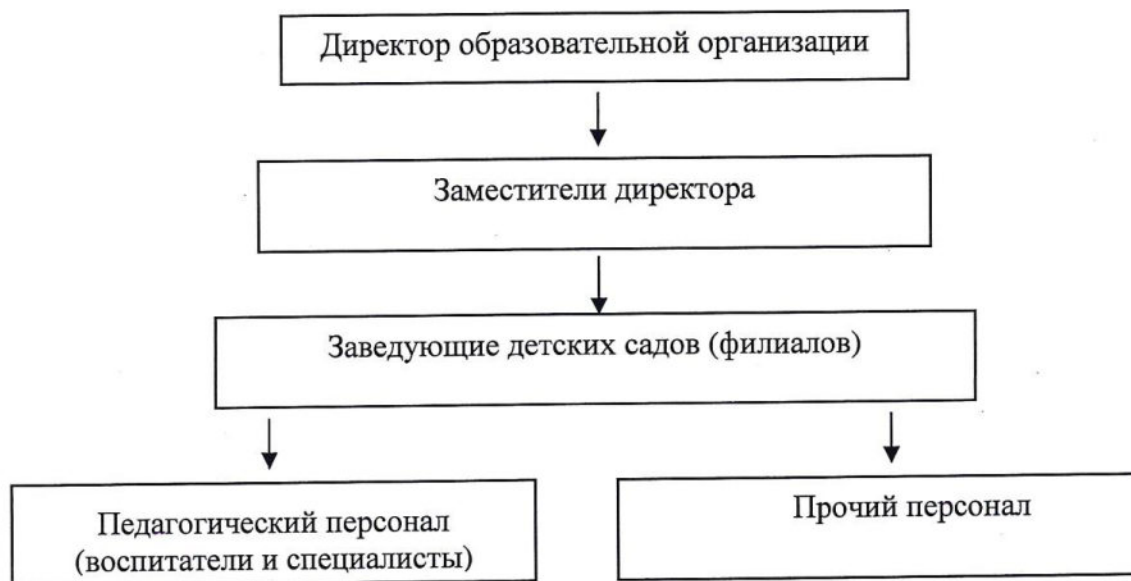 Директор образовательной организации
Заместители директора
Заведующие детских садов (филиалов)
Педагогический персонал
(воспитатели и специалисты)
Прочий персонал